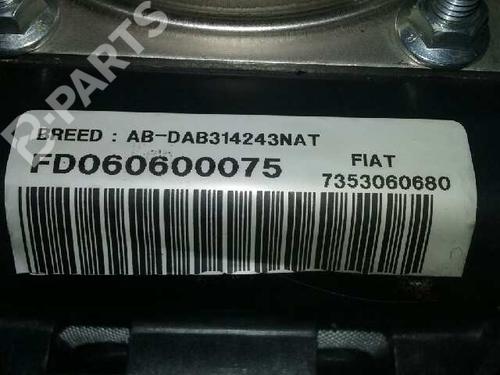 B-PARTS
BREED : AB-DAB314243NAT
FD060600075
FIAT
7353060680